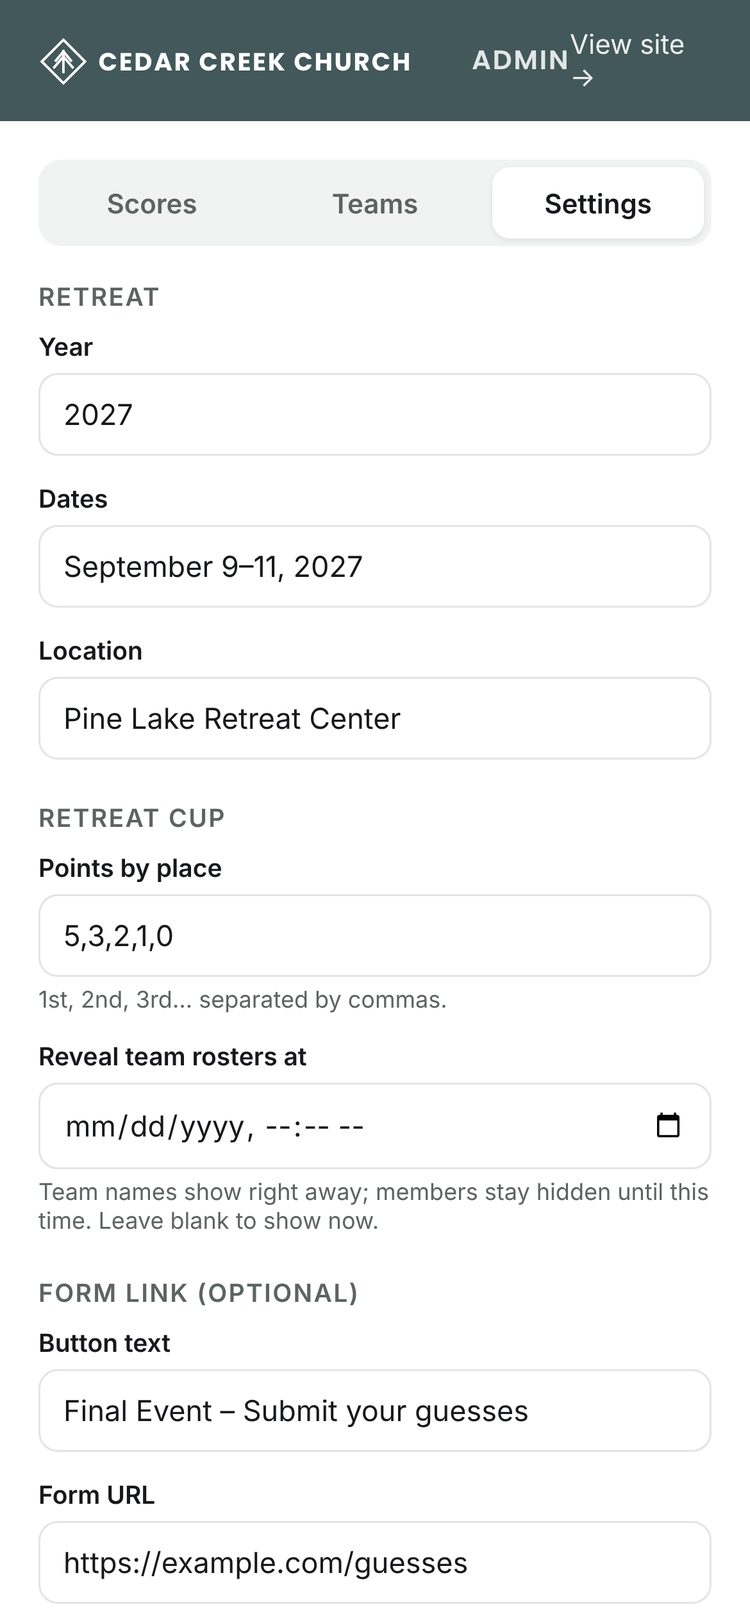 CEDAR CREEK CHURCH
ADMIN
View site
→
Scores
Teams
Settings
RETREAT
Year
2027
Dates
September 9–11, 2027
Location
Pine Lake Retreat Center
RETREAT CUP
Points by place
5,3,2,1,0
1st, 2nd, 3rd... separated by commas.
Reveal team rosters at
mm/dd/yyyy, --:-- --
Team names show right away; members stay hidden until this
time. Leave blank to show now.
FORM LINK (OPTIONAL)
Button text
Final Event – Submit your guesses
Form URL
https://example.com/guesses